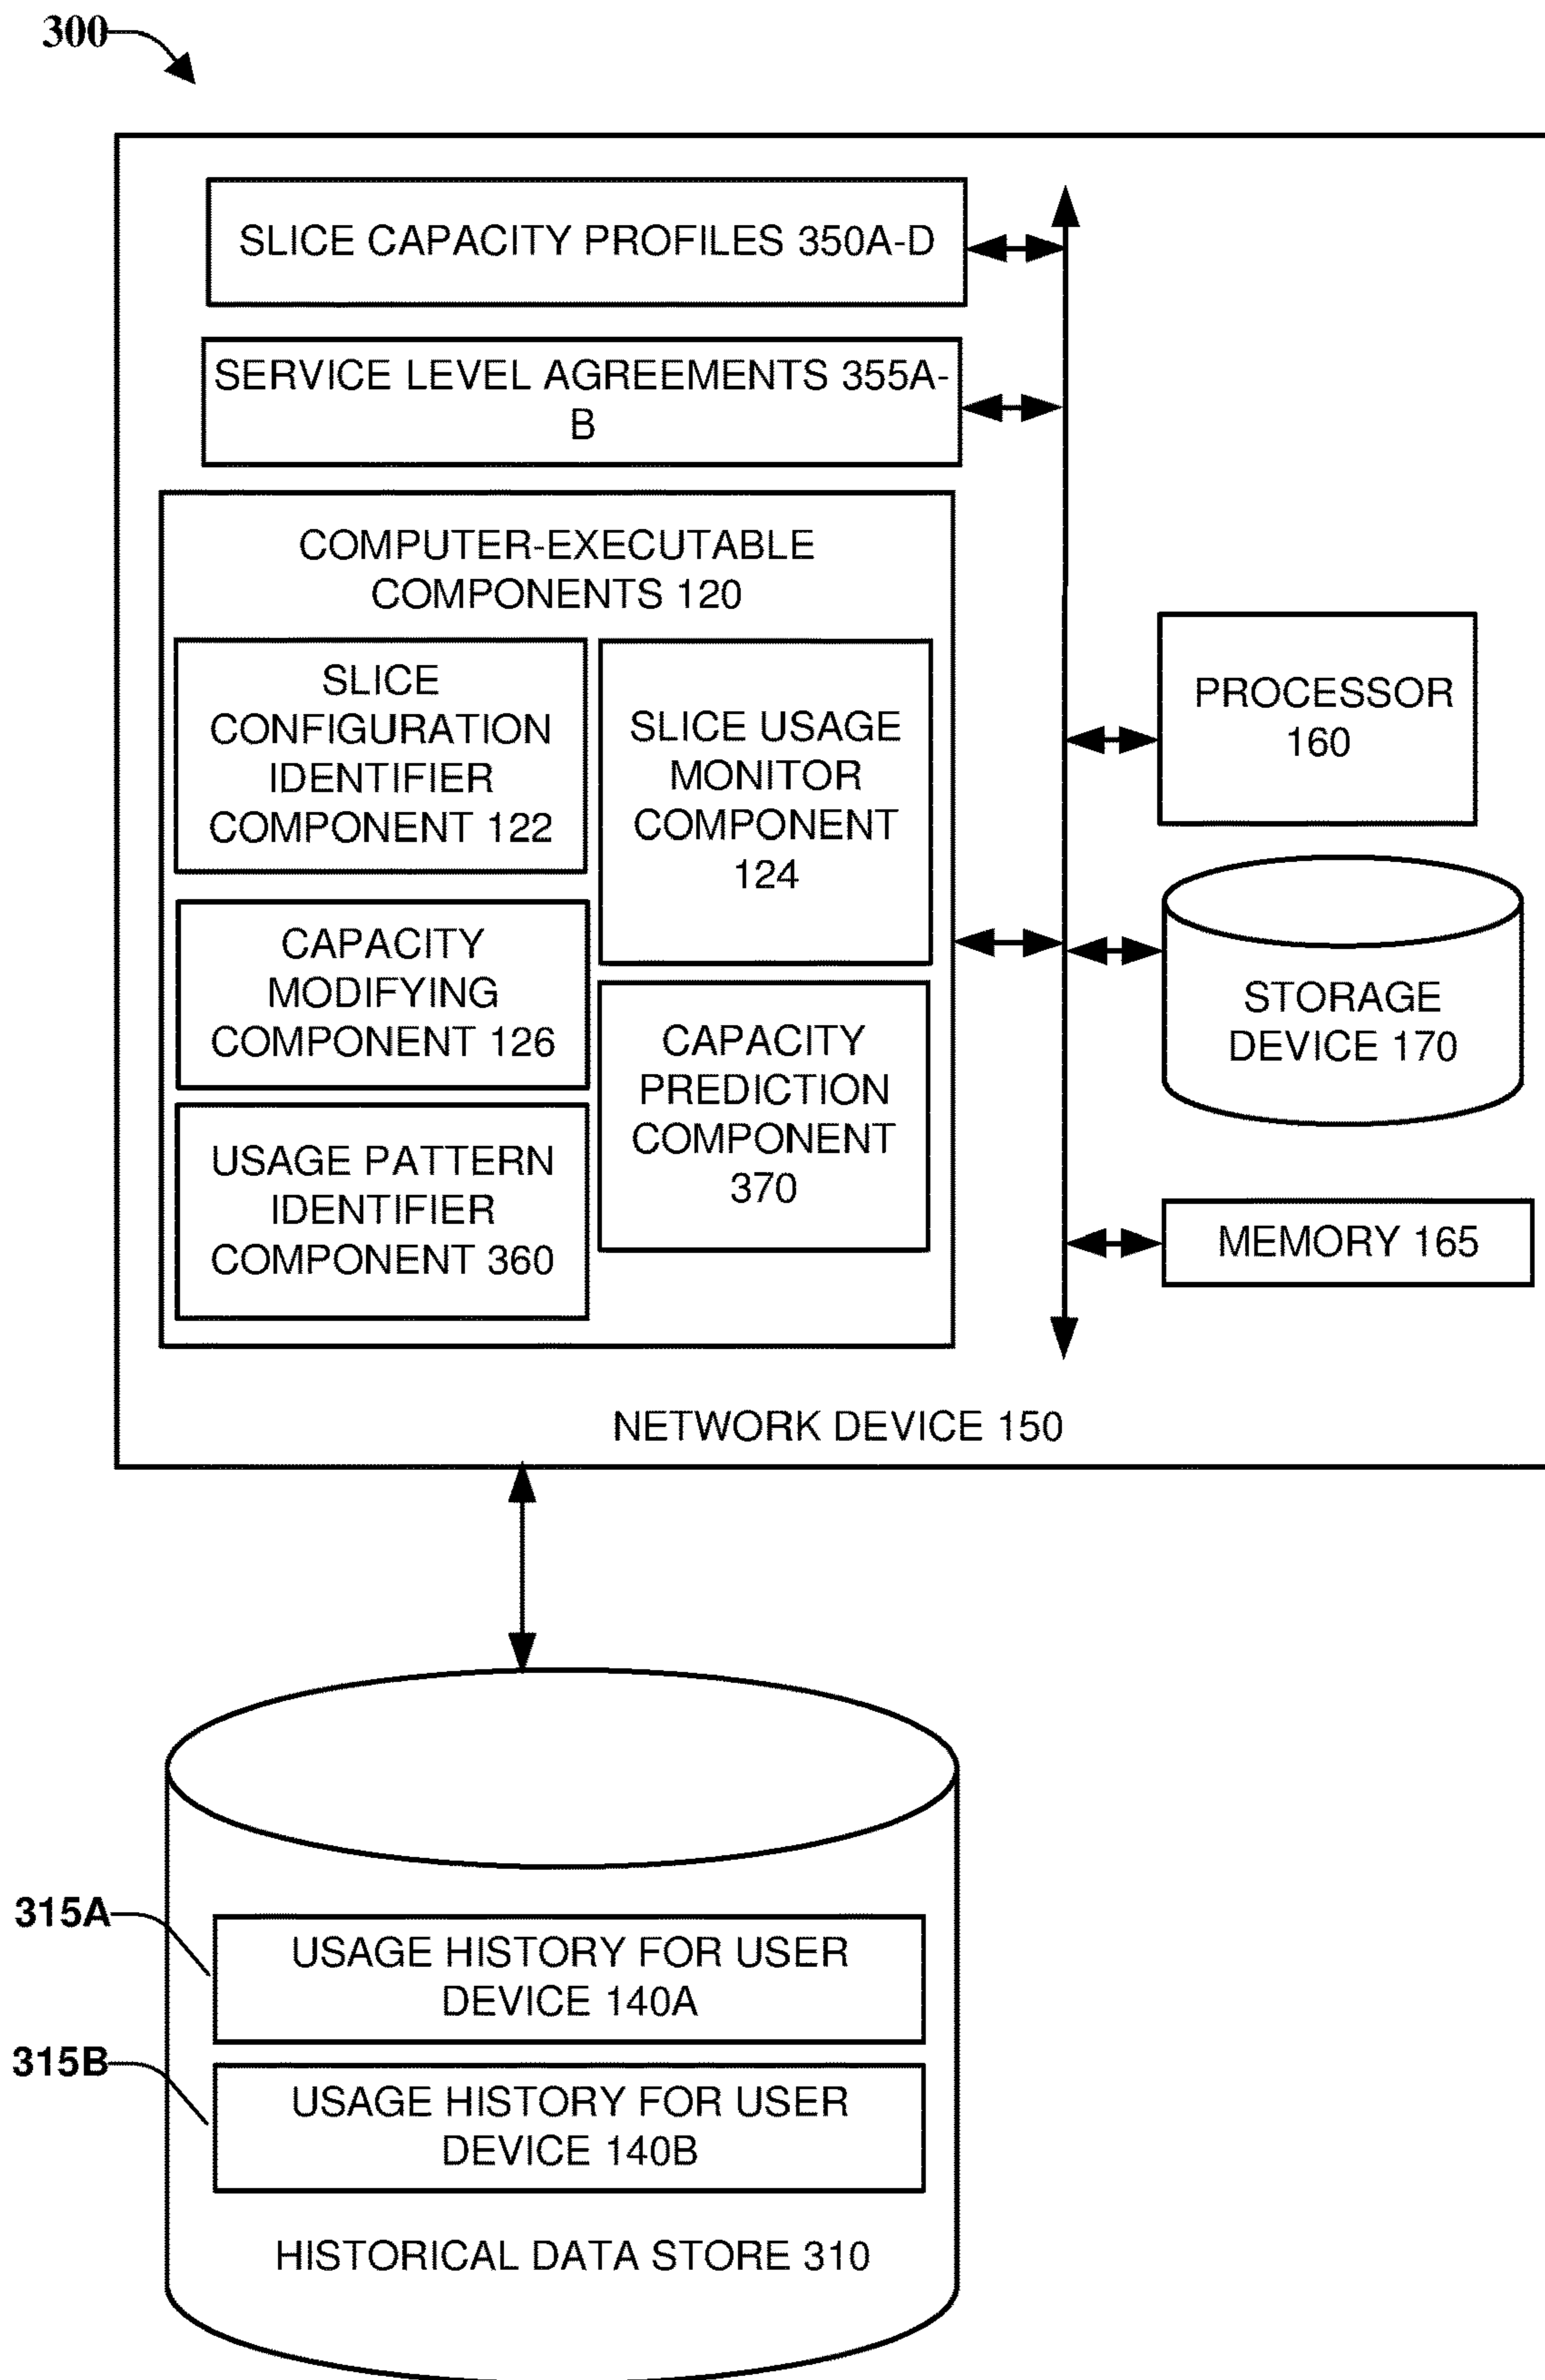 300
SLICE CAPACITY PROFILES 350A-D
SERVICE LEVEL AGREEMENTS 355A-
B
COMPUTER-EXECUTABLE
COMPONENTS 120
SLICE
CONFIGURATION
IDENTIFIER
COMPONENT 122
SLICE USAGE
MONITOR
COMPONENT
124
CAPACITY
MODIFYING
COMPONENT 126
CAPACITY
PREDICTION
COMPONENT
370
USAGE PATTERN
IDENTIFIER
COMPONENT 360
PROCESSOR
160
STORAGE
DEVICE 170
MEMORY 165
NETWORK DEVICE 150
315A
USAGE HISTORY FOR USER
DEVICE 140A
315B
USAGE HISTORY FOR USER
DEVICE 140B
HISTORICAL DATA STORE 310